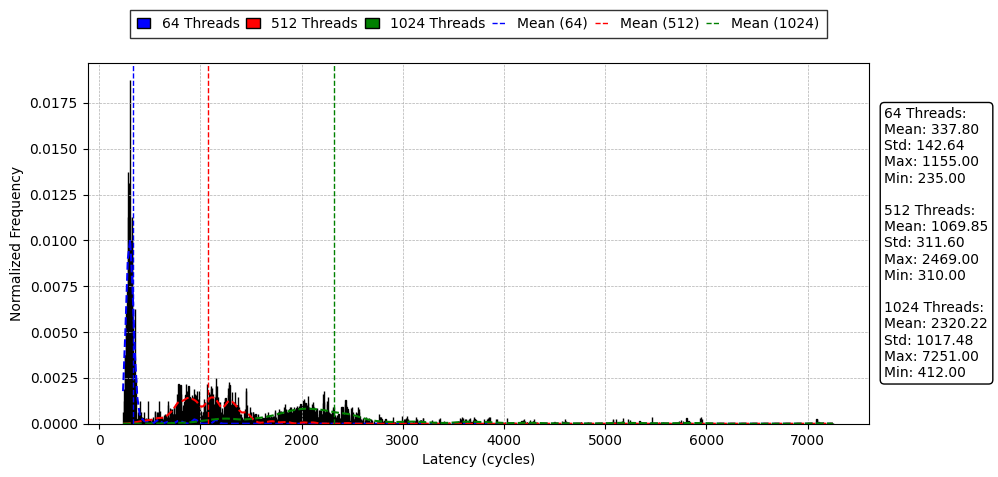 64 Threads 512 Threads 1024 Threads Mean (64) Mean (512) Mean (1024)
Normalized Frequency
0.0175
0.0150
0.0125
0.0100
0.0075
0.0050
0.0025
0.0000
0 1000 2000 3000 4000 5000 6000 7000
Latency (cycles)
64 Threads:
Mean: 337.80
Std: 142.64
Max: 1155.00
Min: 235.00
512 Threads:
Mean: 1069.85
Std: 311.60
Max: 2469.00
Min: 310.00
1024 Threads:
Mean: 2320.22
Std: 1017.48
Max: 7251.00
Min: 412.00